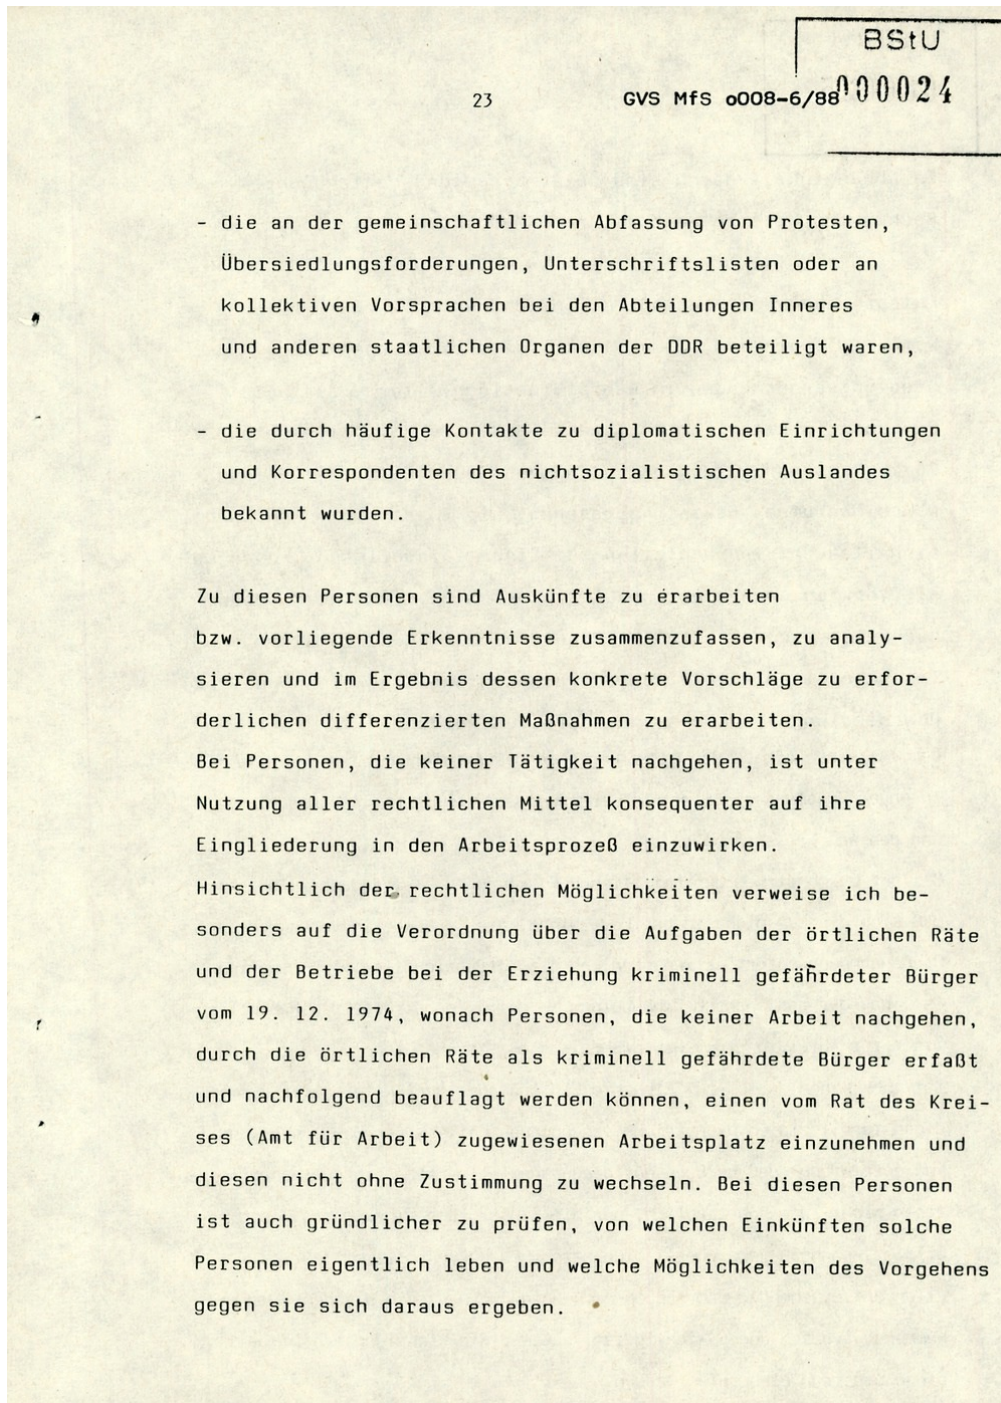 BStU
000024
23 GVS MfS o008-6/88
- die an der gemeinschaftlichen Abfassung von Protesten,
Übersiedlungsforderungen, Unterschriftslisten oder an
kollektiven Vorsprachen bei den Abteilungen Inneres
und anderen staatlichen Organen der DDR beteiligt waren,
- die durch häufige Kontakte zu diplomatischen Einrichtungen
und Korrespondenten des nichtsozialistischen Auslandes
bekannt wurden.
Zu diesen Personen sind Auskünfte zu erarbeiten
bzw. vorliegende Erkenntnisse zusammenzufassen, zu analy-
sieren und im Ergebnis dessen konkrete Vorschläge zu erfor-
derlichen differenzierten Maßnahmen zu erarbeiten.
Bei Personen, die keiner Tätigkeit nachgehen, ist unter
Nutzung aller rechtlichen Mittel konsequenter auf ihre
Eingliederung in den Arbeitsprozeß einzuwirken.
Hinsichtlich der rechtlichen Möglichkeiten verweise ich be-
sonders auf die Verordnung über die Aufgaben der örtlichen Räte
und der Betriebe bei der Erziehung kriminell gefährdeter Bürger
vom 19. 12. 1974, wonach Personen, die keiner Arbeit nachgehen,
durch die örtlichen Räte als kriminell gefährdete Bürger erfaßt
und nachfolgend beauflagt werden können, einen vom Rat des Krei-
ses (Amt für Arbeit) zugewiesenen Arbeitsplatz einzunehmen und
diesen nicht ohne Zustimmung zu wechseln. Bei diesen Personen
ist auch gründlicher zu prüfen, von welchen Einkünften solche
Personen eigentlich leben und welche Möglichkeiten des Vorgehens
gegen sie sich daraus ergeben.